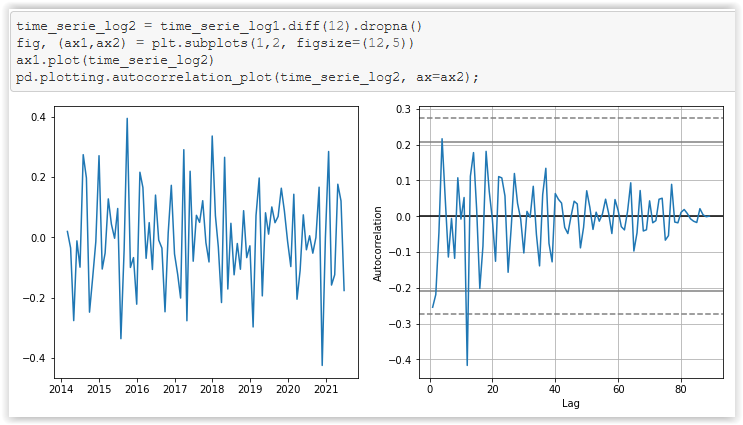 time_serie_log2 = time_serie_log1.diff(12).dropna()
fig, (ax1,ax2) = plt.subplots(1,2, figsize=(12,5))
ax1.plot(time_serie_log2)
pd.plotting.autocorrelation_plot(time_serie_log2, ax=ax2);
0.4
0.2
0.0
−0.2
−0.4
2014 2015 2016 2017 2018 2019 2020 2021
0.3
0.2
0.1
0.0
−0.1
−0.2
−0.3
−0.4
Autocorrelation
0 20 40 60 80
Lag